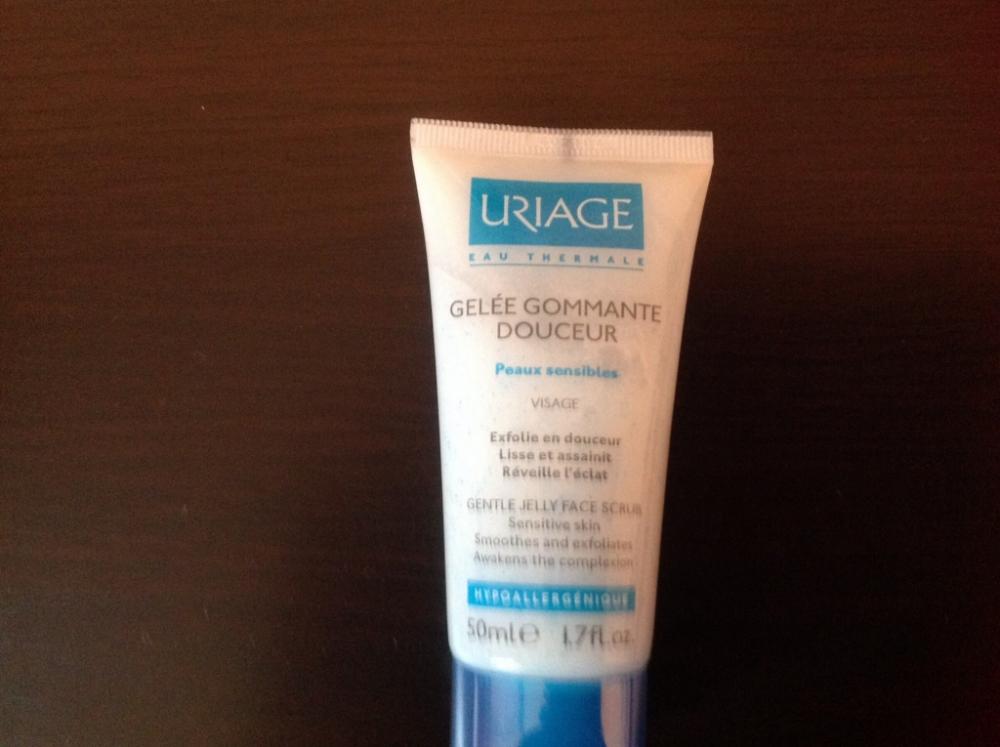 URIAGE
EAU THERMALE
GELÉE GOMMANTE
DOUCEUR
Peaux sensibles
VISAGE
Exfolie en douceur
Lisse et assainit
Réveille l'éclat
GENTLE JELLY FACE SCRUB
Sensitive skin
Smoothes and exfoliates
Awakens the complexion
HYPOALLERGÉNIQUE
50ml e 1.7fl.oz.